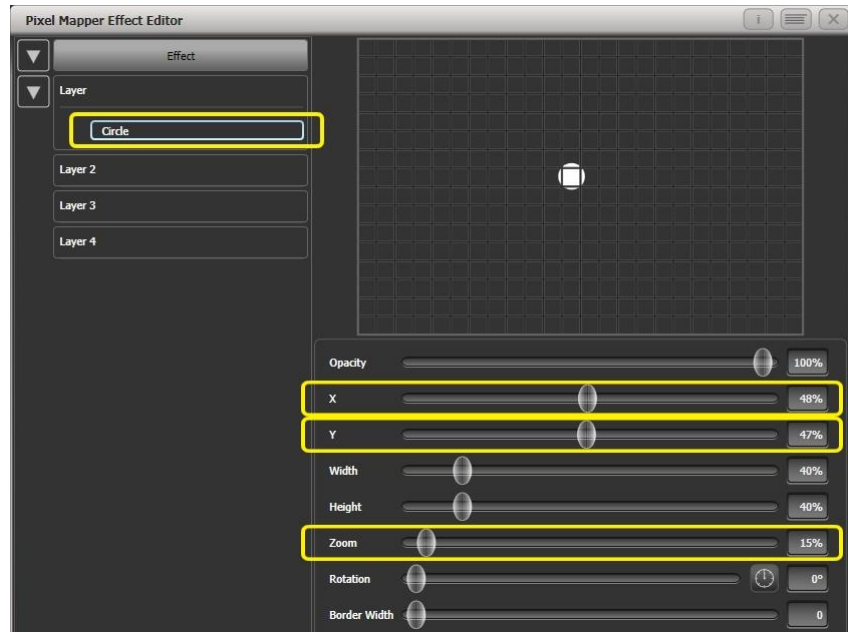 Pixel Mapper Effect Editor
i
Effect
Layer
Circle
Layer 2
Layer 3
Layer 4
Opacity 100%
X 48%
Y 47%
Width 40%
Height 40%
Zoom 15%
Rotation 0°
Border Width 0